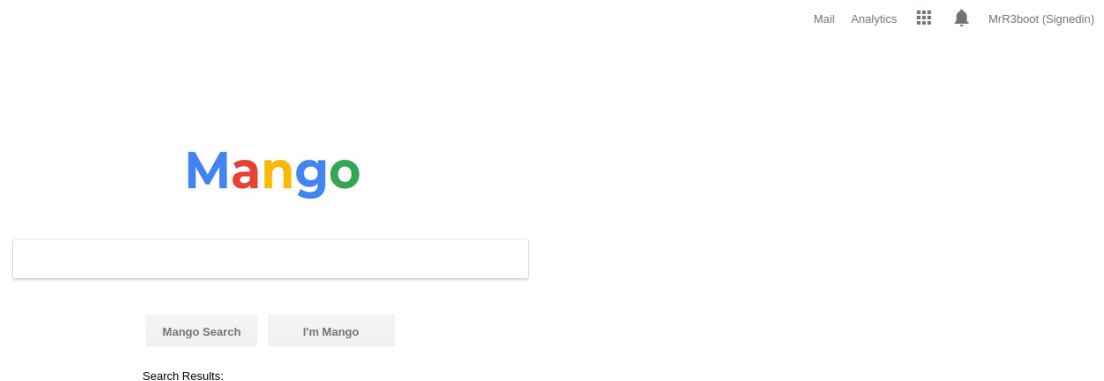 Mail Analytics MrR3boot (Signedin)
Mango
Mango Search I'm Mango
Search Results: